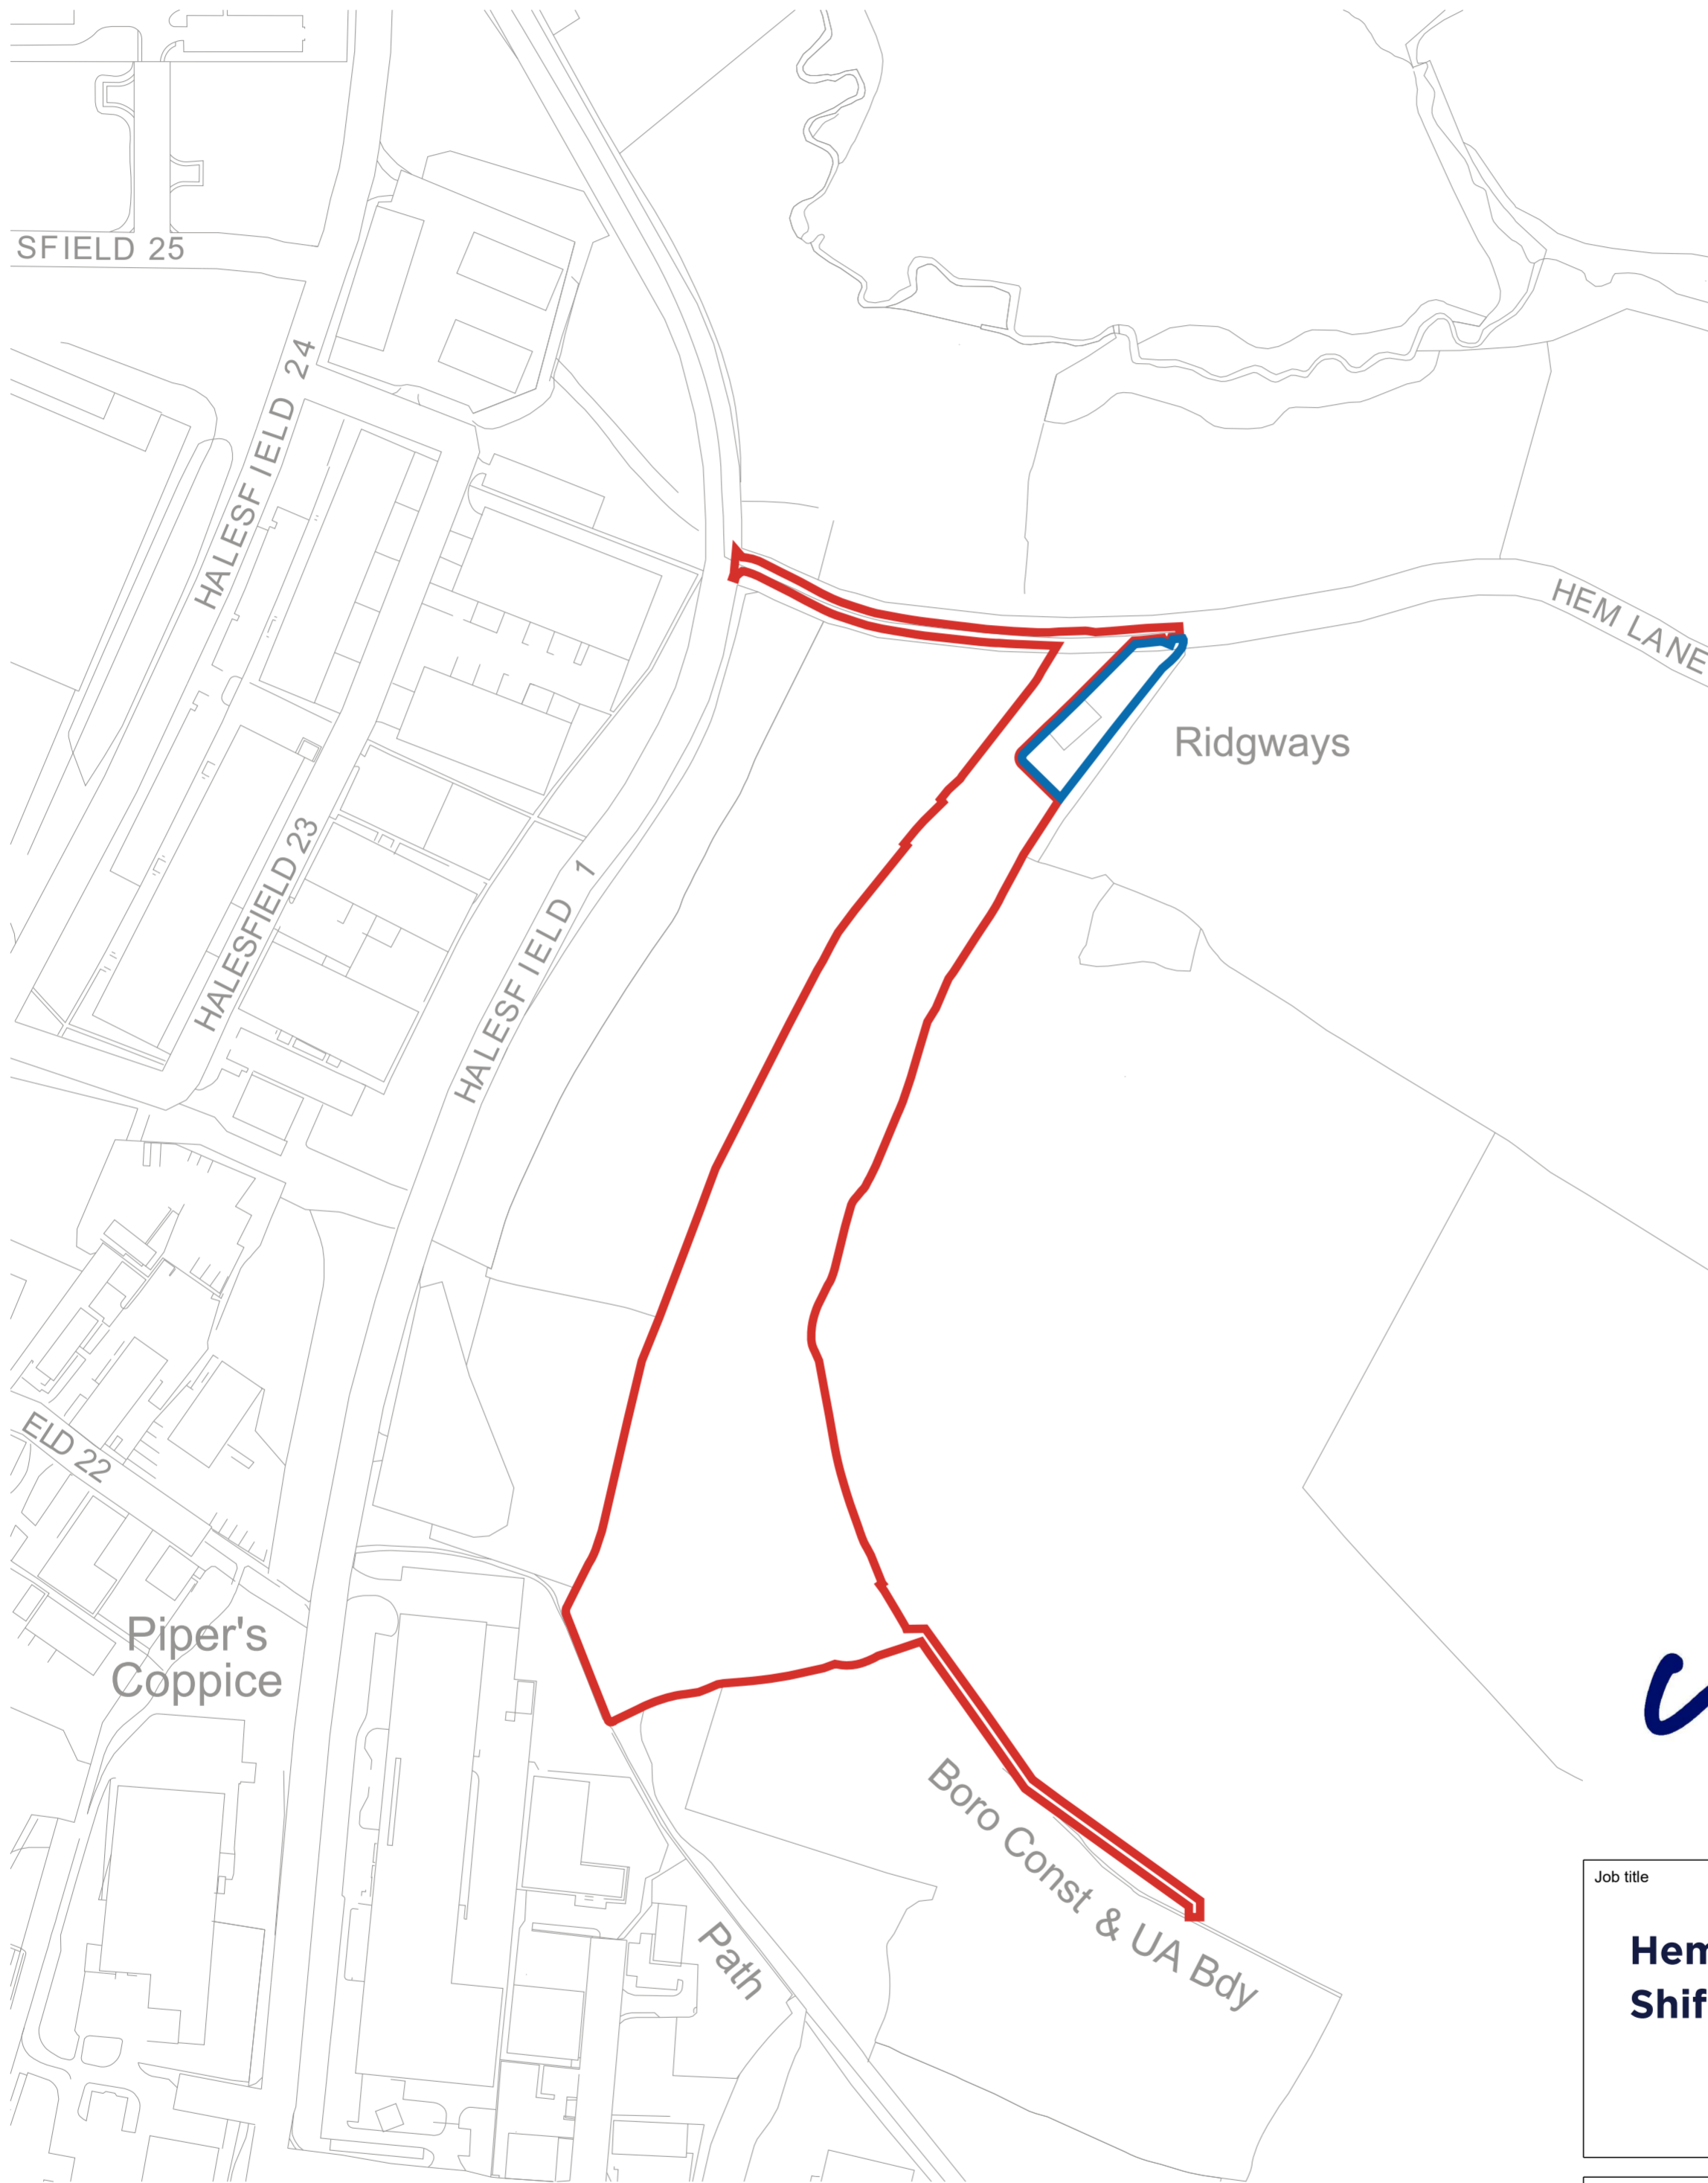 SFIELD 25
HALESFIELD 24
HEM LANE
Ridgways
HALESFIELD 23
HALESFIELD 1
ELD 22
Piper's
Coppice
Boro Const & UA Bdy
Path
Job title
Hem
Shif